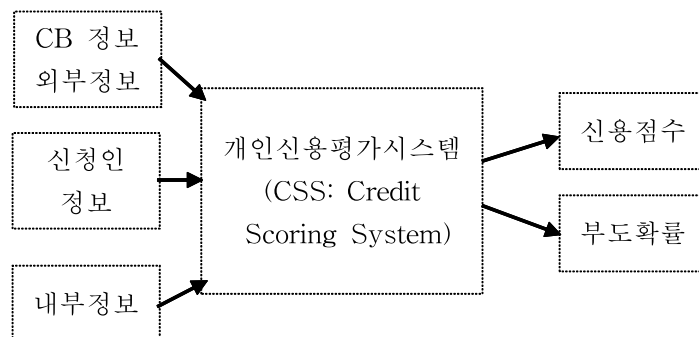 CB 정보
외부정보
신청인
정보
내부정보
개인신용평가시스템
(CSS: Credit
Scoring System)
신용점수
부도확률